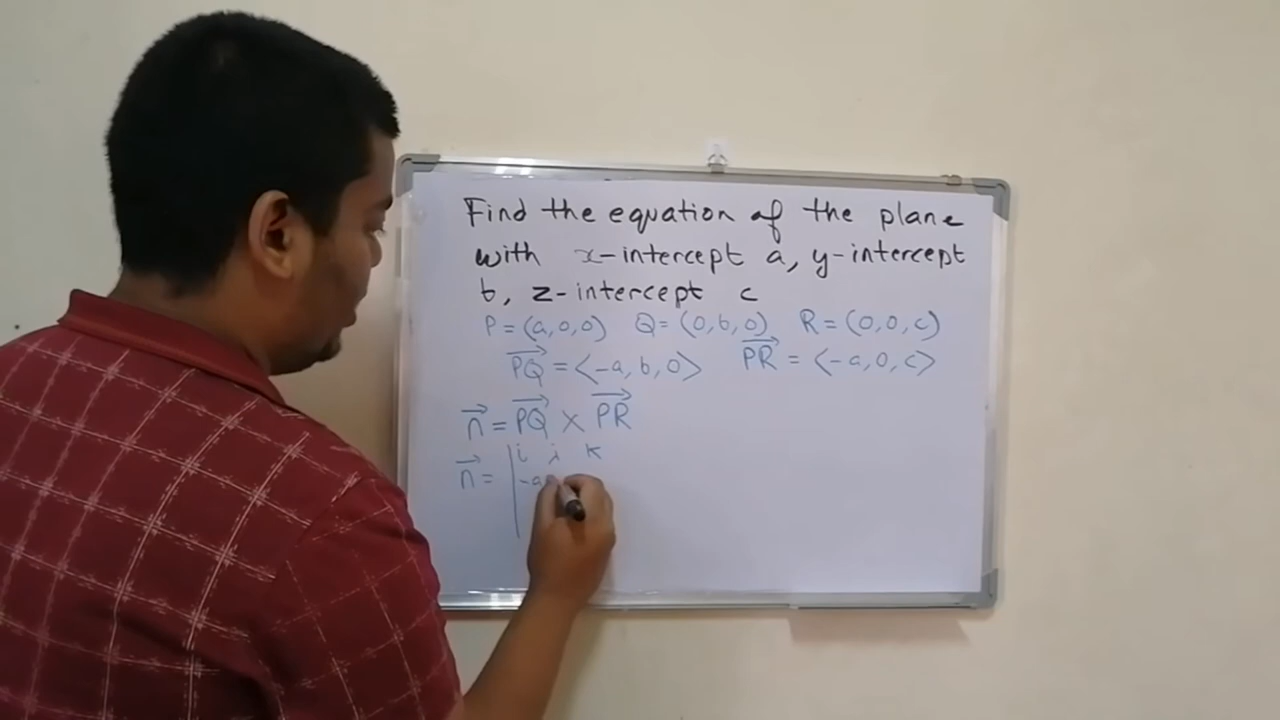 Find the equation of the plane
with x-intercept a, y-intercept
b, z-intercept c
P = (a,0,0) Q = (0,b,0) R = (0,0,c)
→PQ = <-a, b, 0> →PR = <-a, 0, c>
→n = →PQ × →PR
i j k
→n = | -a